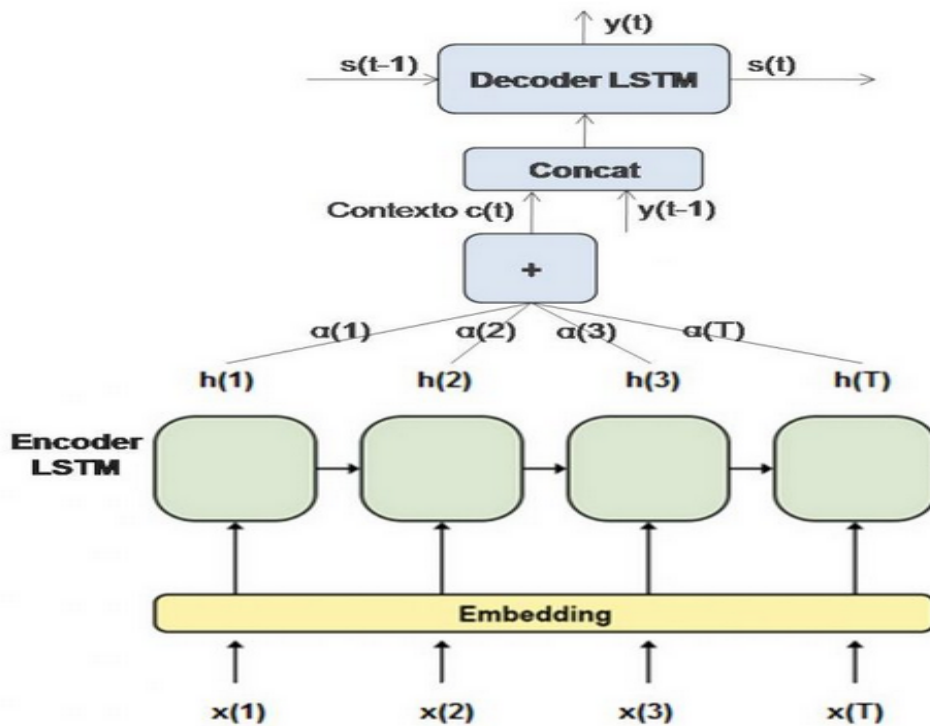 y(t)
s(t-1)
Decoder LSTM
s(t)
Concat
Contexto c(t)
y(t-1)
+
α(1)
α(2)
α(3)
α(T)
h(1)
h(2)
h(3)
h(T)
Encoder
LSTM
Embedding
x(1)
x(2)
x(3)
x(T)